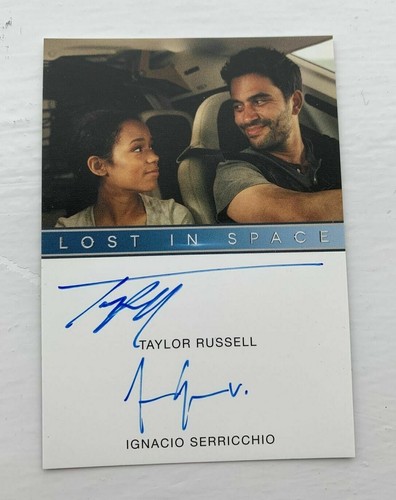 LOST IN SPACE
TAYLOR RUSSELL
IGNACIO SERRICCHIO